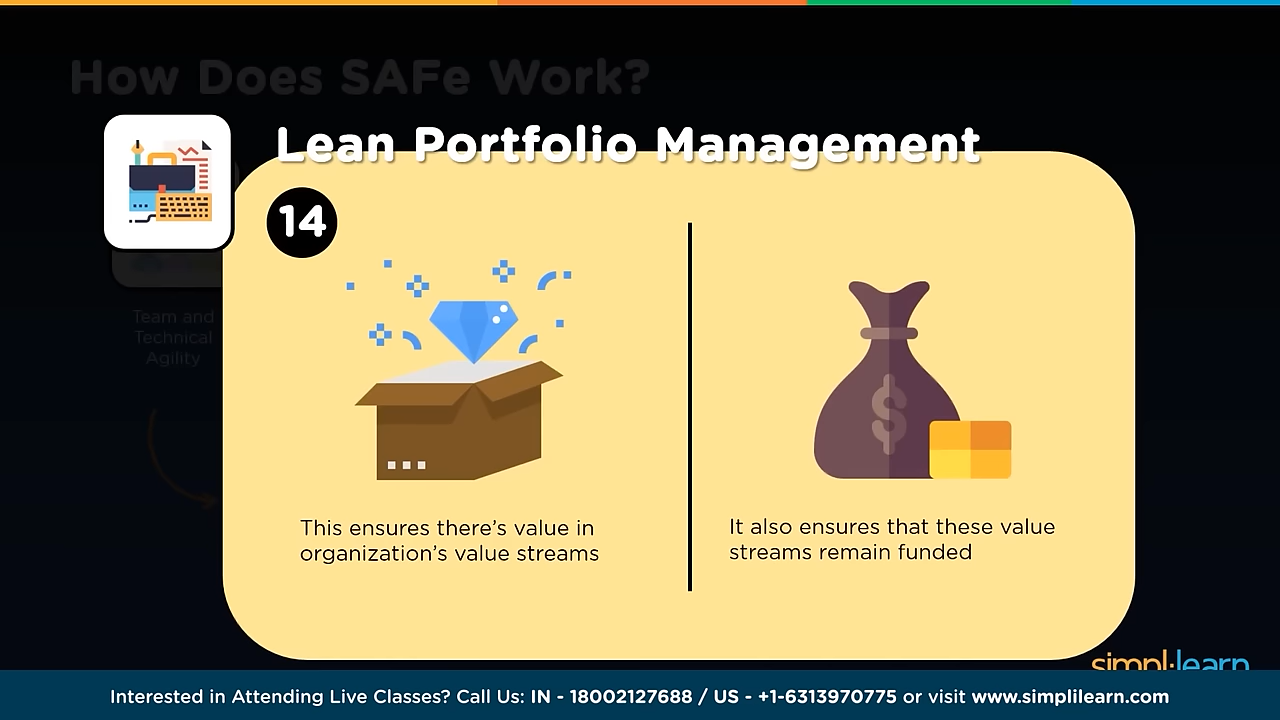 How Does SAFe Work?
Lean Portfolio Management
14
Team and
Technical
Agility
This ensures there's value in
organization's value streams
It also ensures that these value
streams remain funded
simplilearn
Interested in Attending Live Classes? Call Us: IN - 18002127688 / US - +1-6313970775 or visit www.simplilearn.com